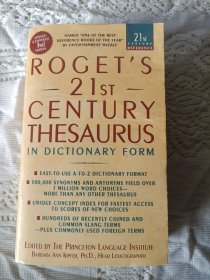 NAMED "ONE OF THE BEST
REFERENCE BOOKS OF THE YEAR"
BY ENTERTAINMENT WEEKLY
21st
CENTURY
REFERENCE
3RD
ROGET'S
21ST
CENTURY
THESAURUS
IN DICTIONARY FORM
• EASY-TO-USE A-TO-Z DICTIONARY FORMAT
• 500,000 SYNONYMS AND ANTONYMS YIELD OVER
1 MILLION WORD CHOICES—
MORE THAN ANY OTHER THESAURUS
• UNIQUE CONCEPT INDEX FOR FASTEST ACCESS
TO SCORES OF NEW CHOICES
• HUNDREDS OF RECENTLY COINED AND
COMMON SLANG TERMS
—PLUS COMMONLY USED FOREIGN TERMS
EDITED BY THE PRINCETON LANGUAGE INSTITUTE
BARBARA ANN KIPFER, PH.D., HEAD LEXICOGRAPHER